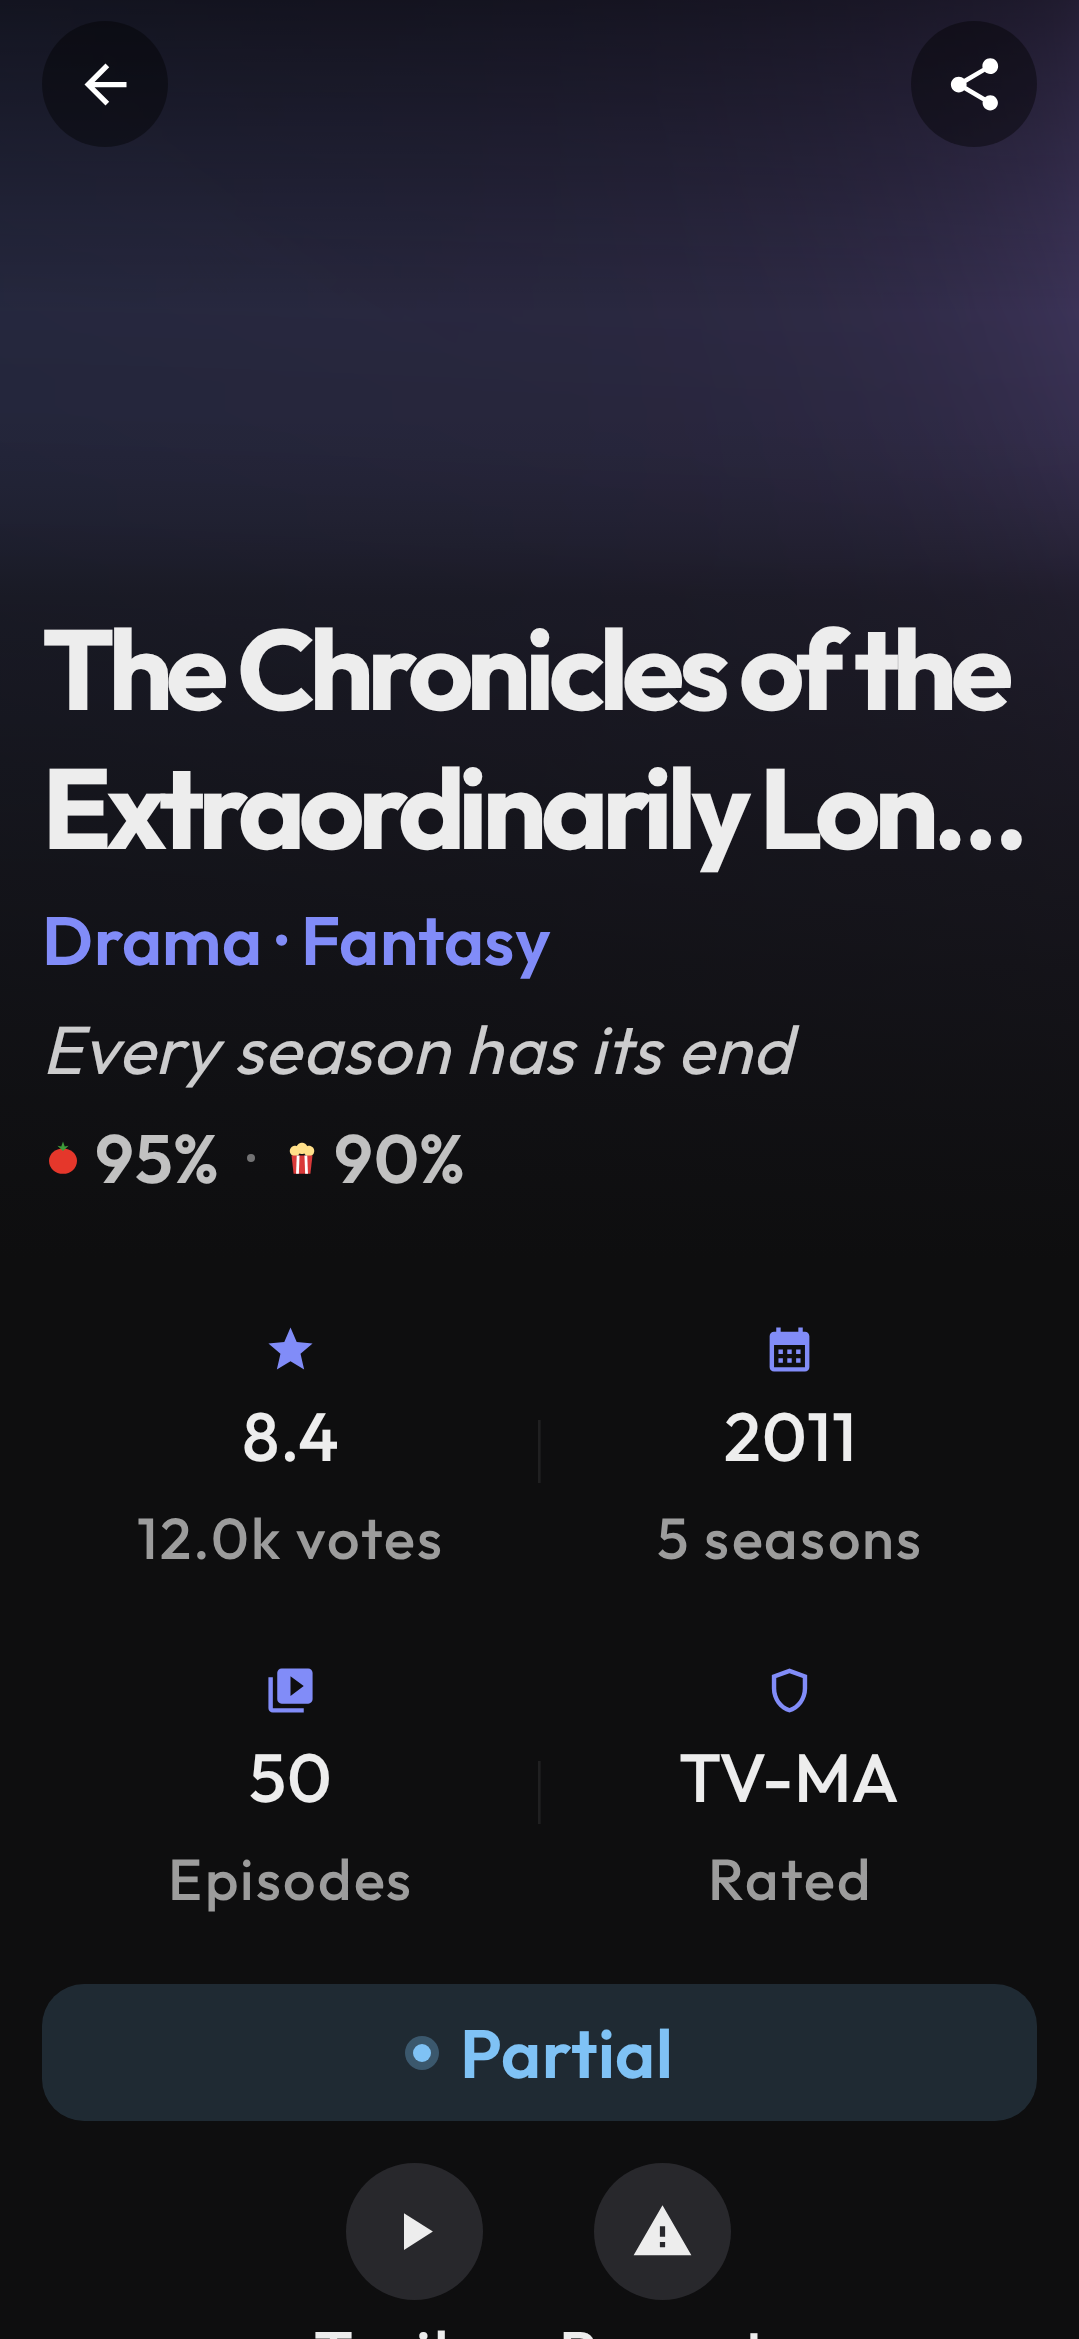 The Chronicles of the
Extraordinarily Lon...
Drama · Fantasy
Every season has its end
95% · 90%
8.4
12.0k votes
2011
5 seasons
50
Episodes
TV-MA
Rated
Partial